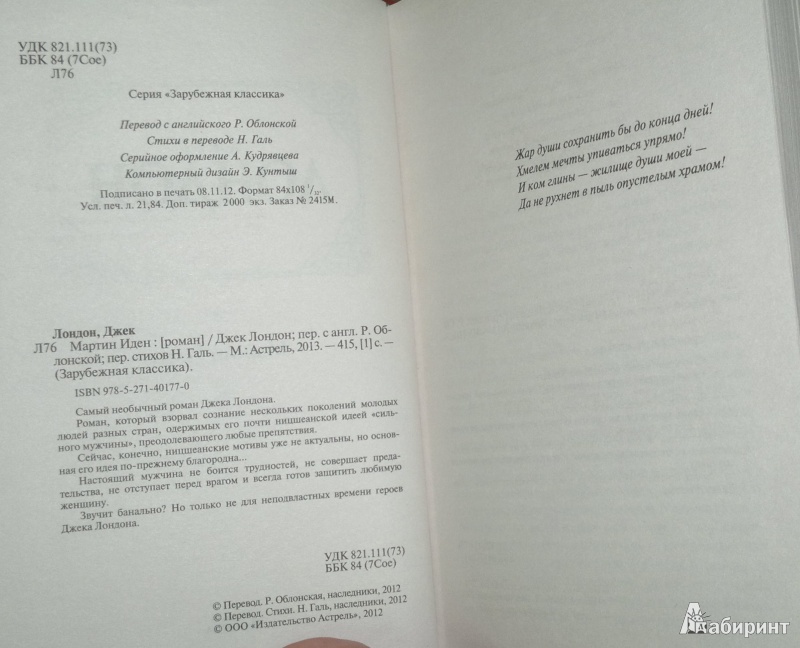 УДК 821.111(73)
ББК 84 (7Сое)
Л76
Серия «Зарубежная классика»
Перевод с английского Р. Облонской
Стихи в переводе Н. Галь
Серийное оформление А. Кудрявцева
Компьютерный дизайн Э. Кунтыш
Подписано в печать 08.11.12. Формат 84х108 1/32.
Усл. печ. л. 21,84. Доп. тираж 2000 экз. Заказ № 2415М.
Лондон, Джек
Л76 Мартин Иден : [роман] / Джек Лондон; пер. с англ. Р. Об-
лонской; пер. стихов Н. Галь. — М.: Астрель, 2013. — 415, [1] с. —
(Зарубежная классика).
ISBN 978-5-271-40177-0
Самый необычный роман Джека Лондона.
Роман, который взорвал сознание нескольких поколений молодых
людей разных стран, одержимых его почти ницшеанской идеей «силь-
ного мужчины», преодолевающего любые препятствия.
Сейчас, конечно, ницшеанские мотивы уже не актуальны, но основ-
ная его идея по-прежнему благородна...
Настоящий мужчина не боится трудностей, не совершает преда-
тельства, не отступает перед врагом и всегда готов защитить любимую
женщину.
Звучит банально? Но только не для неподвластных времени героев
Джека Лондона.
УДК 821.111(73)
ББК 84 (7Сое)
© Перевод. Р. Облонская, наследники, 2012
© Перевод. Стихи. Н. Галь, наследники, 2012
© ООО «Издательство Астрель», 2012
Жар души сохранить бы до конца дней!
Хмелем мечты упиваться упрямо!
И ком глины — жилище души моей —
Да не рухнет в пыль опустелым храмом!
Лабиринт